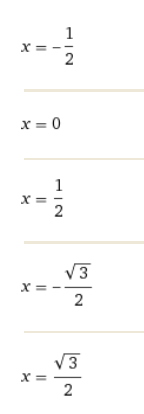 x = -1/2
x = 0
x = 1/2
x = -√3/2
x = √3/2